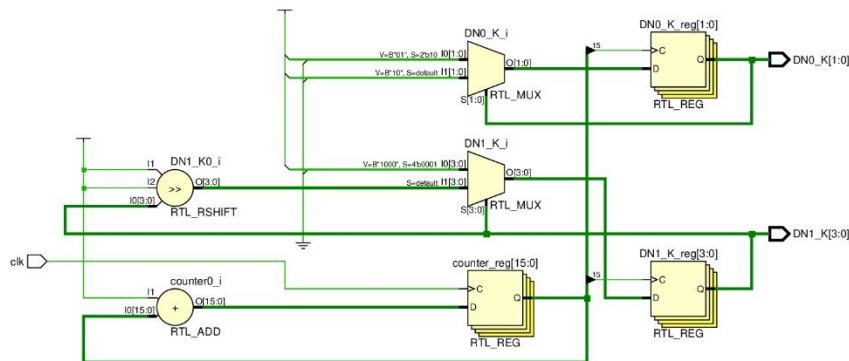 DN0_K_i
V=B"01", S=2'b10 I0[1:0]
V=B"10", S=default I1[1:0]
O[1:0]
S[1:0]
RTL_MUX
DN0_K_reg[1:0]
15
C
D
Q
RTL_REG
DN0_K[1:0]
DN1_K0_i
I1
I2
I0[3:0]
>>
O[3:0]
RTL_RSHIFT
DN1_K_i
V=B"1000", S=4'b0001 I0[3:0]
S=default I1[3:0]
O[3:0]
S[3:0]
RTL_MUX
DN1_K[3:0]
clk
counter0_i
I1
I0[15:0]
+
O[15:0]
RTL_ADD
counter_reg[15:0]
C
D
Q
RTL_REG
DN1_K_reg[3:0]
15
C
D
Q
RTL_REG